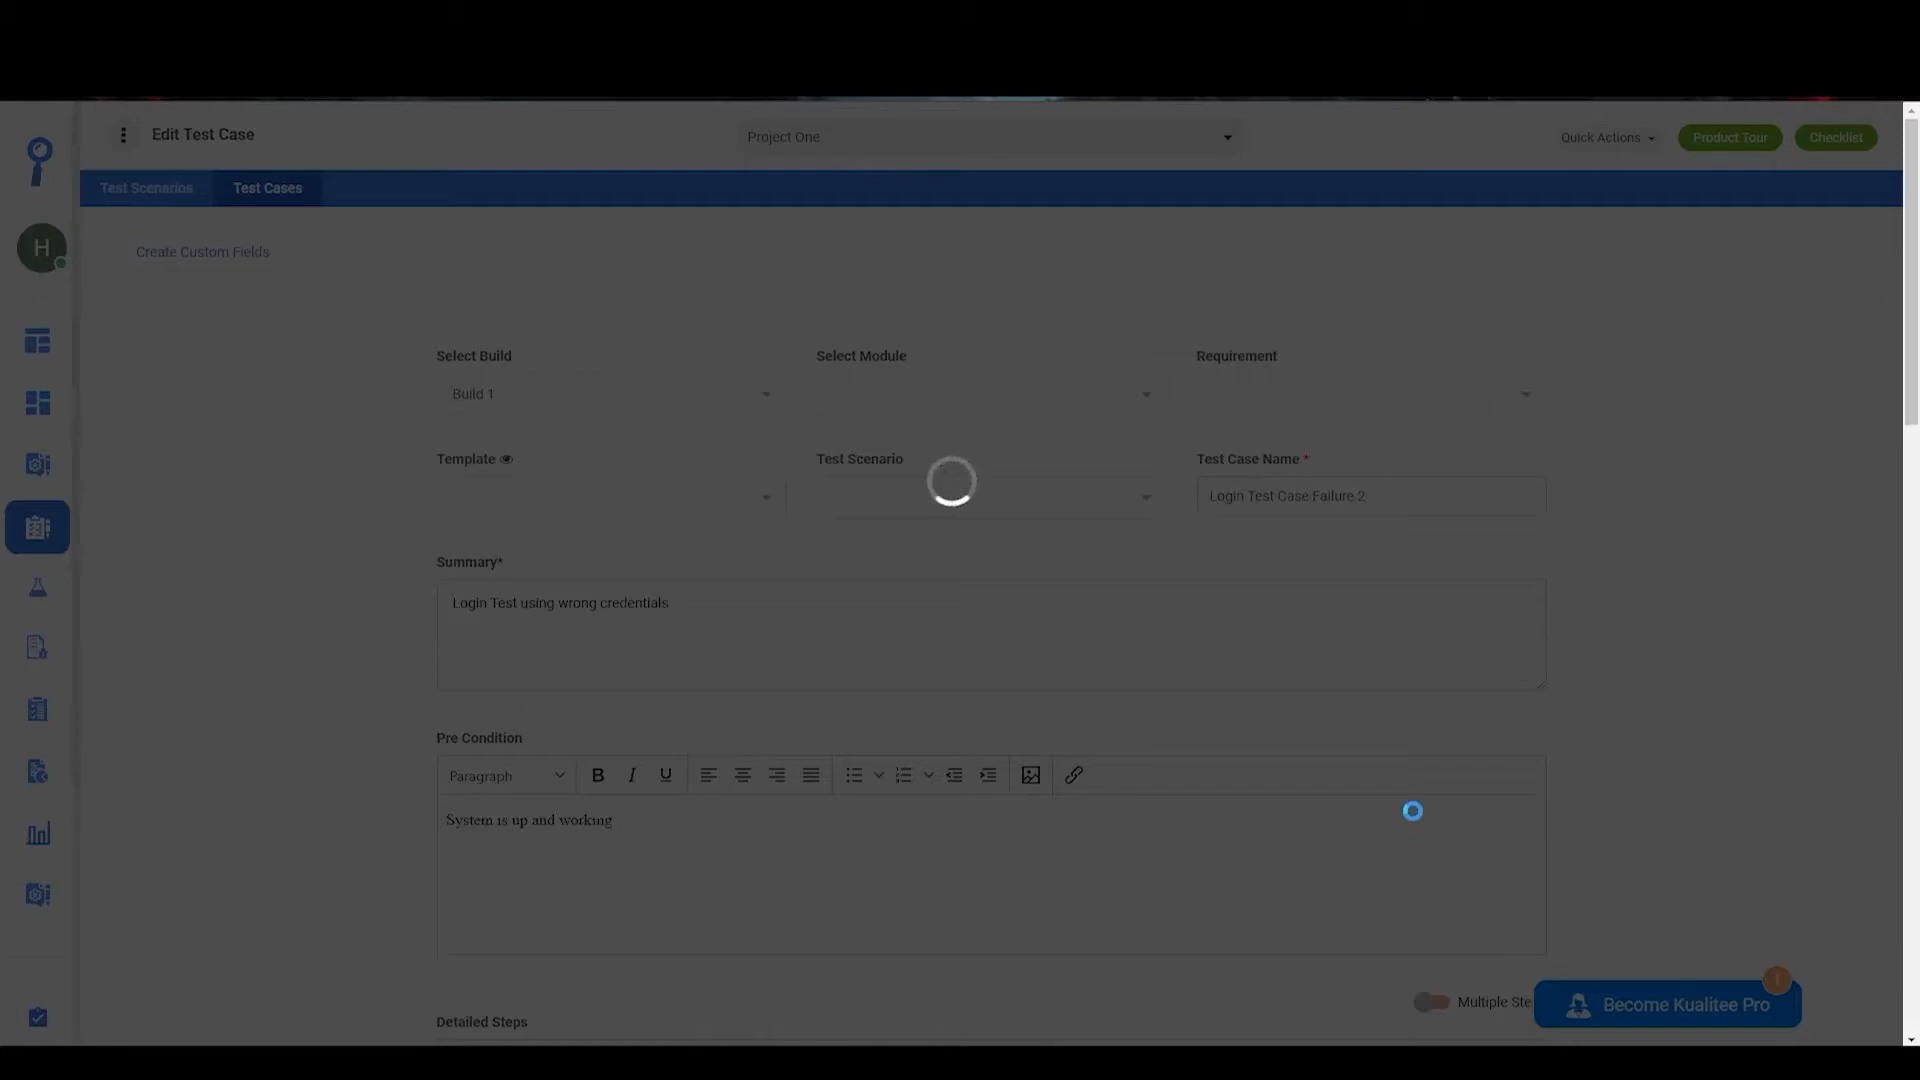 Edit Test Case
Project One
Quick Actions
Product Tour
Checklist
Test Scenarios
Test Cases
H
Create Custom Fields
Select Build
Select Module
Requirement
Build 1
Template
Test Scenario
Test Case Name *
Login Test Case Failure 2
Summary*
Login Test using wrong credentials
Pre Condition
Paragraph
B I U
System is up and working
Multiple Ste
Become Kualitee Pro
Detailed Steps